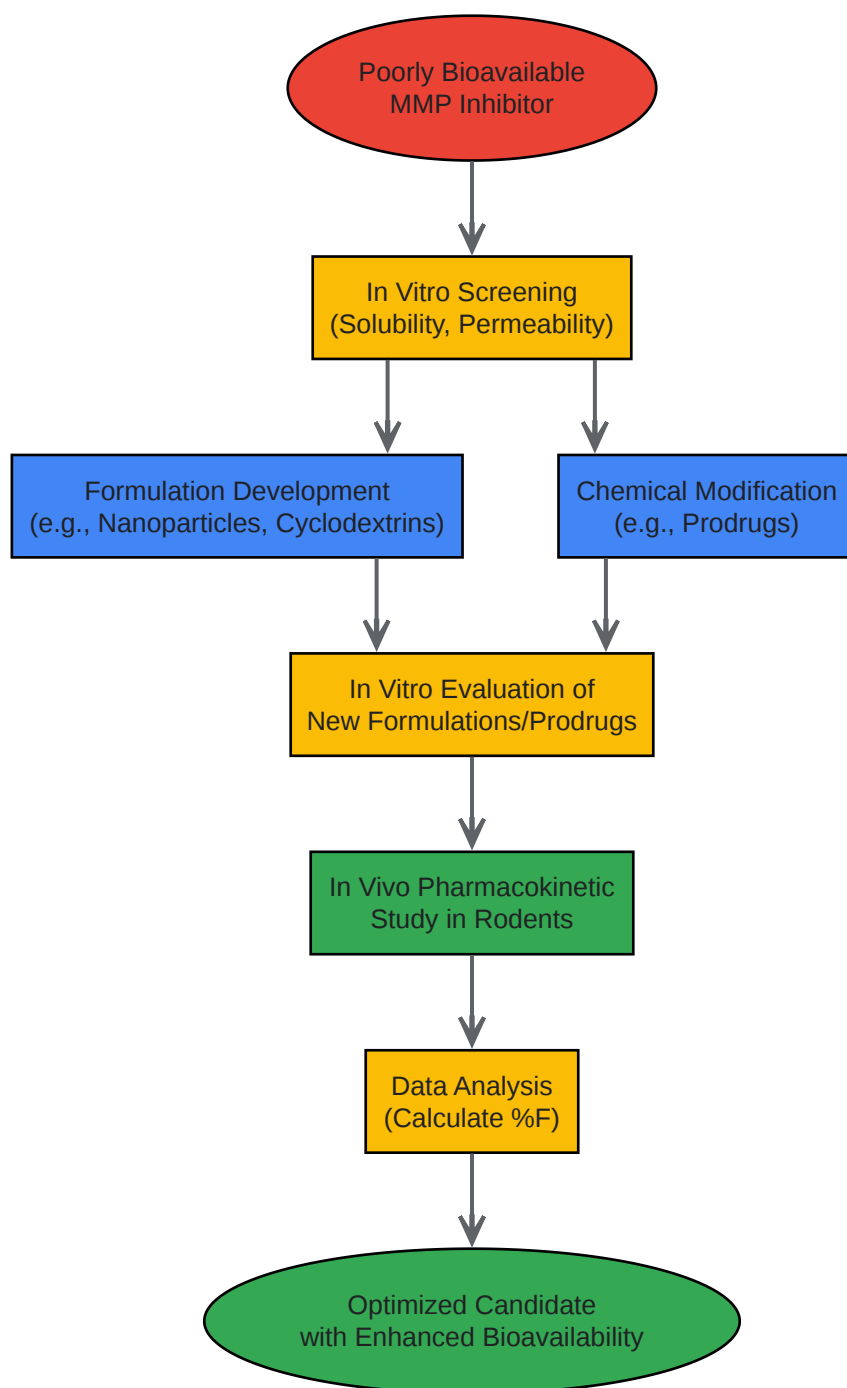 Poorly Bioavailable
MMP Inhibitor
In Vitro Screening
(Solubility, Permeability)
Formulation Development
(e.g., Nanoparticles, Cyclodextrins)
Chemical Modification
(e.g., Prodrugs)
In Vitro Evaluation of
New Formulations/Prodrugs
In Vivo Pharmacokinetic
Study in Rodents
Data Analysis
(Calculate %F)
Optimized Candidate
with Enhanced Bioavailability